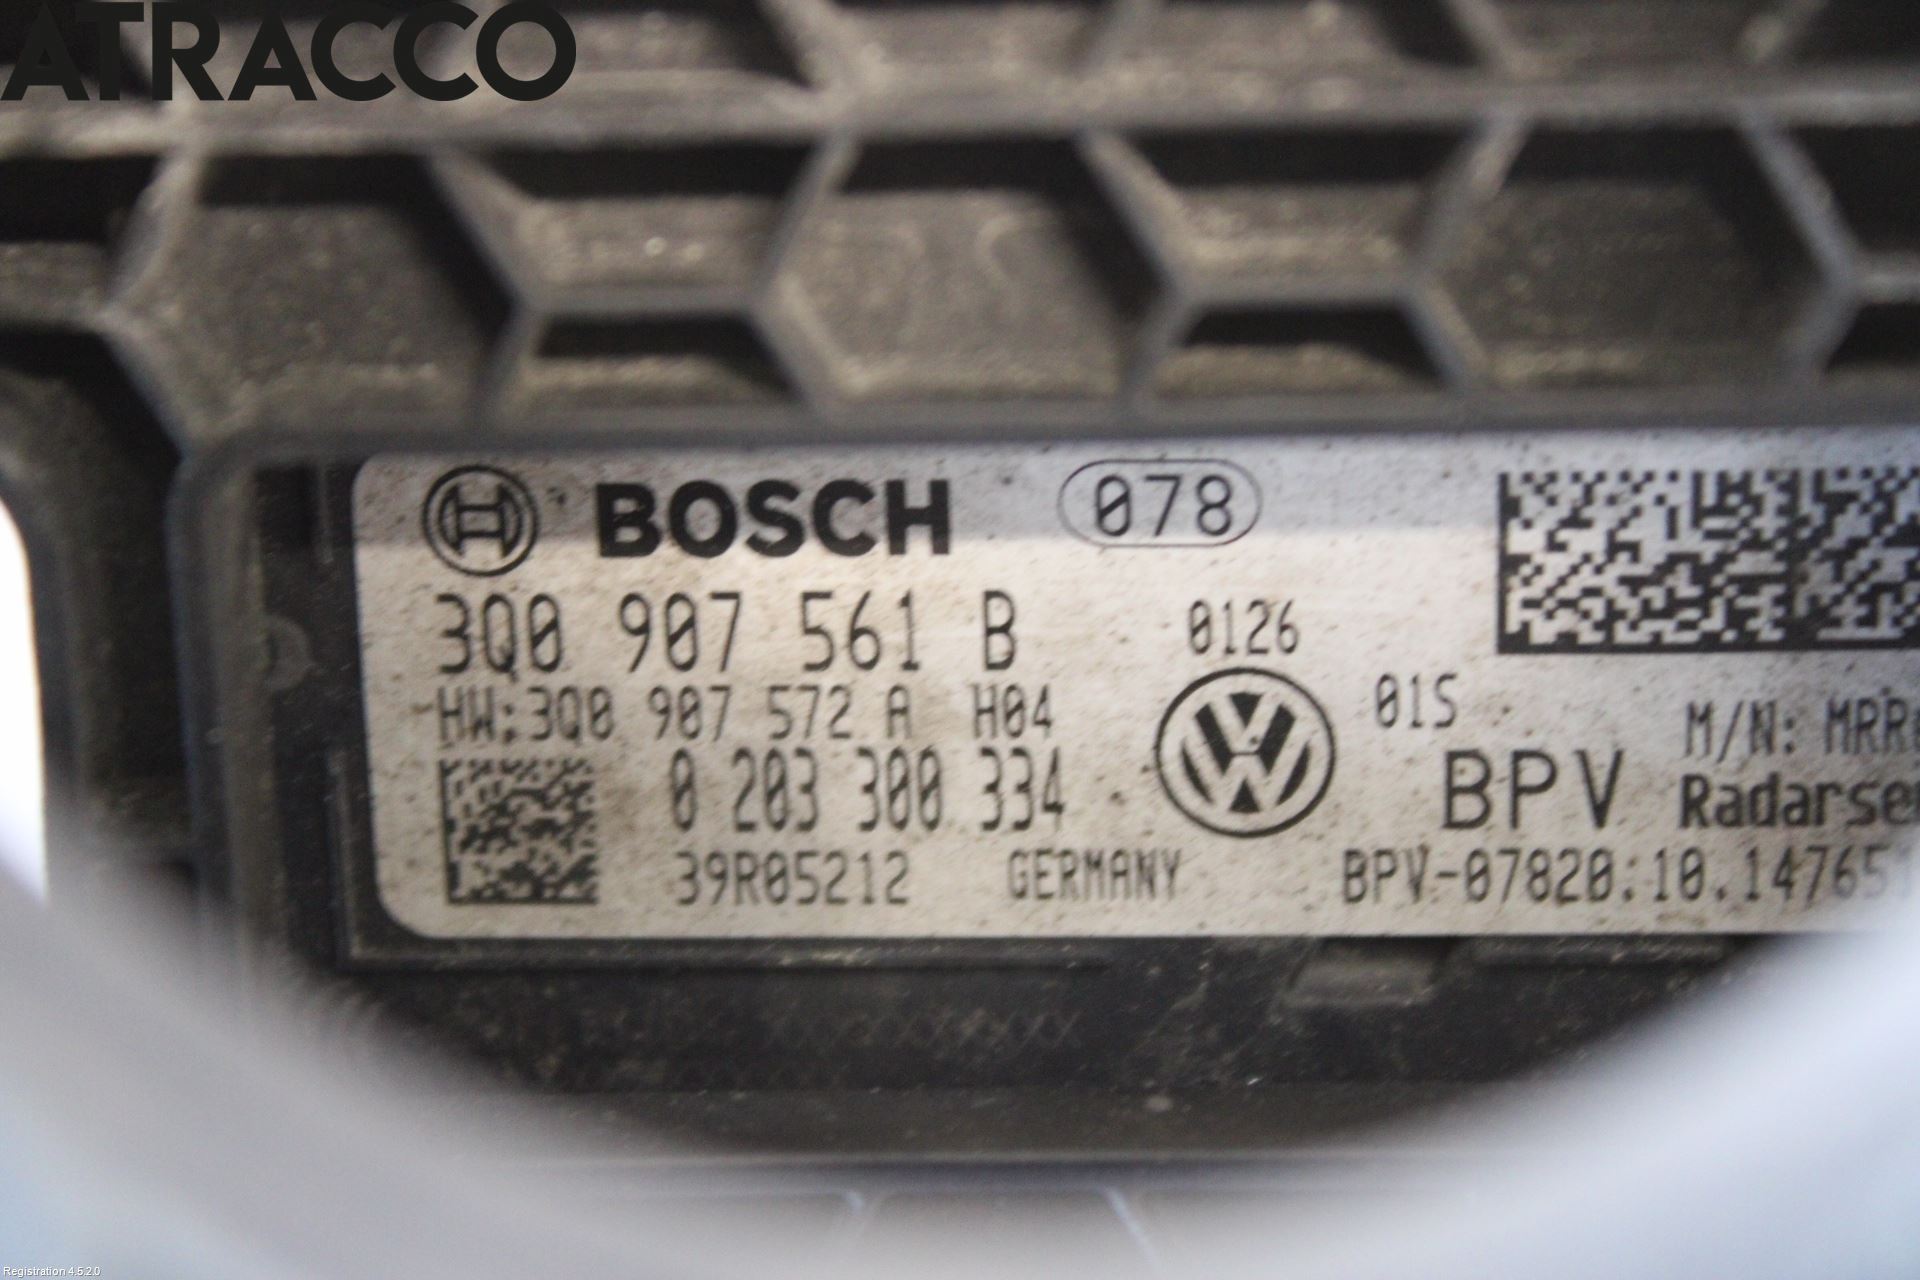 ATRACCO
BOSCH 078
3Q0 907 561 B 0126
HW:3Q0 907 572 A H04 01S M/N:
0 203 300 334 BPV
39R05212 GERMANY
Registration 4.5.2.0